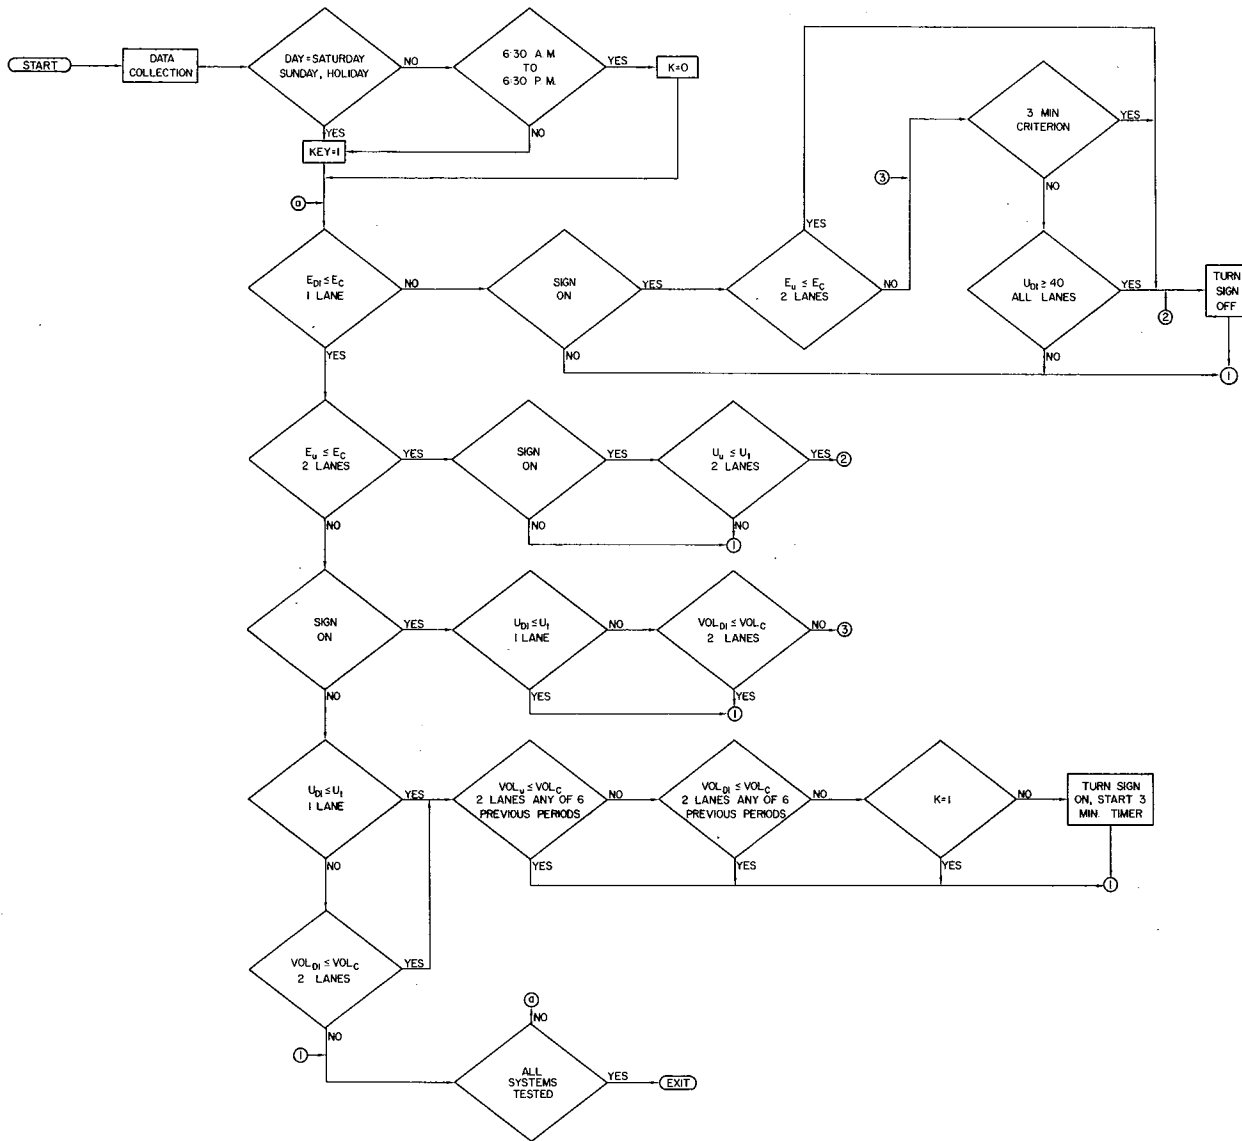 START
DATA
COLLECTION
DAY=SATURDAY
SUNDAY, HOLIDAY
NO
YES
6:30 A.M
TO
6:30 P.M.
YES
NO
K=0
KEY=1
a
E_DI ≤ E_C
1 LANE
NO
YES
SIGN
ON
YES
NO
E_u ≤ E_C
2 LANES
YES
NO
3
3 MIN
CRITERION
YES
NO
U_DI ≥ 40
ALL LANES
YES
NO
2
TURN
SIGN
OFF
1
E_u ≤ E_C
2 LANES
YES
NO
SIGN
ON
YES
NO
U_u ≤ U_t
2 LANES
YES
2
NO
1
SIGN
ON
YES
NO
U_DI ≤ U_t
1 LANE
NO
YES
VOL_DI ≤ VOL_C
2 LANES
NO
3
YES
1
U_DI ≤ U_t
1 LANE
YES
NO
VOL_u ≤ VOL_C
2 LANES ANY OF 6
PREVIOUS PERIODS
NO
YES
VOL_DI ≤ VOL_C
2 LANES ANY OF 6
PREVIOUS PERIODS
NO
YES
K=1
NO
YES
TURN SIGN
ON, START 3
MIN. TIMER
1
VOL_DI ≤ VOL_C
2 LANES
YES
NO
1
a
NO
ALL
SYSTEMS
TESTED
YES
EXIT